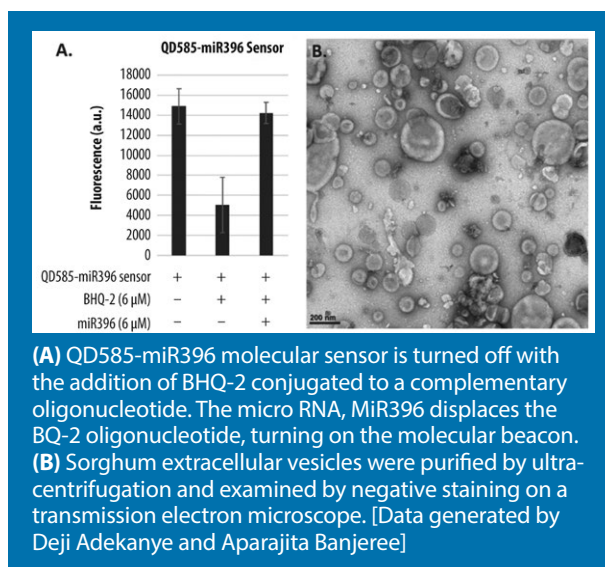 A.
QD585-miR396 Sensor
18000
16000
14000
12000
10000
8000
6000
4000
2000
0
Fluorescence (a.u.)
QD585-miR396 sensor + + +
BHQ-2 (6 μM) – + +
miR396 (6 μM) – – +
B.
200 nm
(A) QD585-miR396 molecular sensor is turned off with
the addition of BHQ-2 conjugated to a complementary
oligonucleotide. The micro RNA, MiR396 displaces the
BQ-2 oligonucleotide, turning on the molecular beacon.
(B) Sorghum extracellular vesicles were purified by ultra-
centrifugation and examined by negative staining on a
transmission electron microscope. [Data generated by
Deji Adekanye and Aparajita Banjeree]